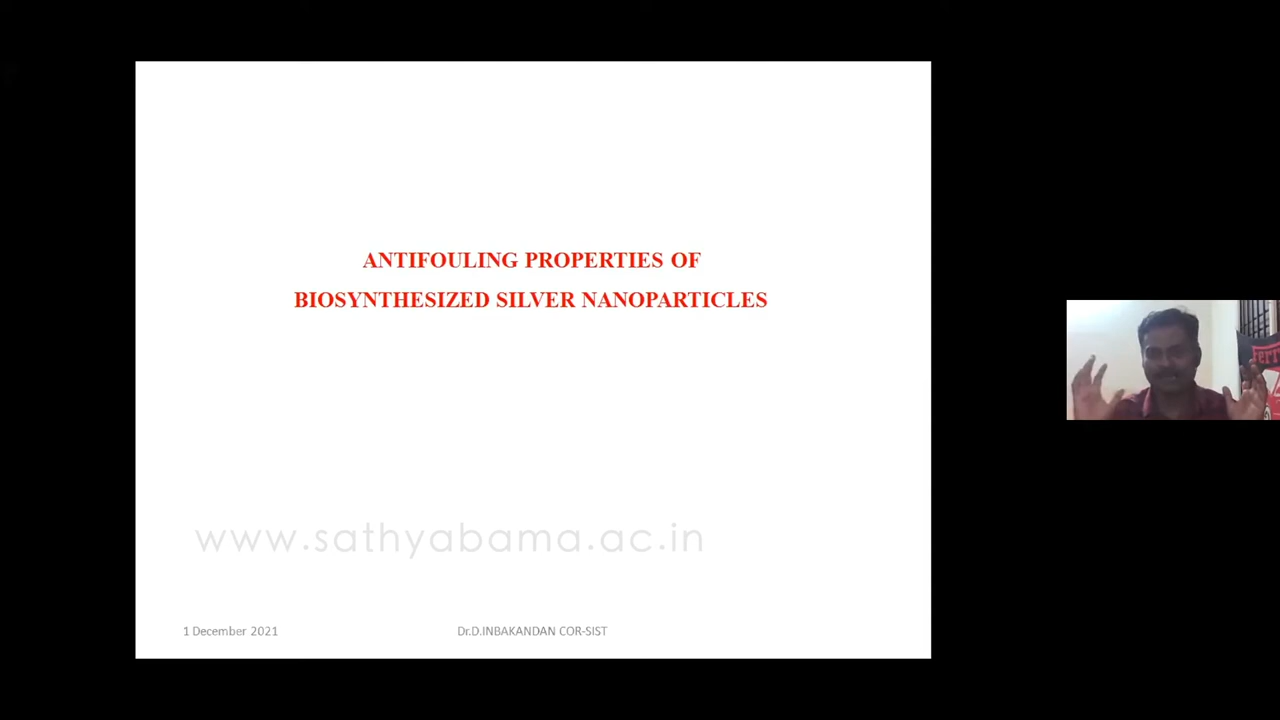 ANTIFOULING PROPERTIES OF
BIOSYNTHESIZED SILVER NANOPARTICLES
www.sathyabama.ac.in
1 December 2021
Dr.D.INBAKANDAN COR-SIST